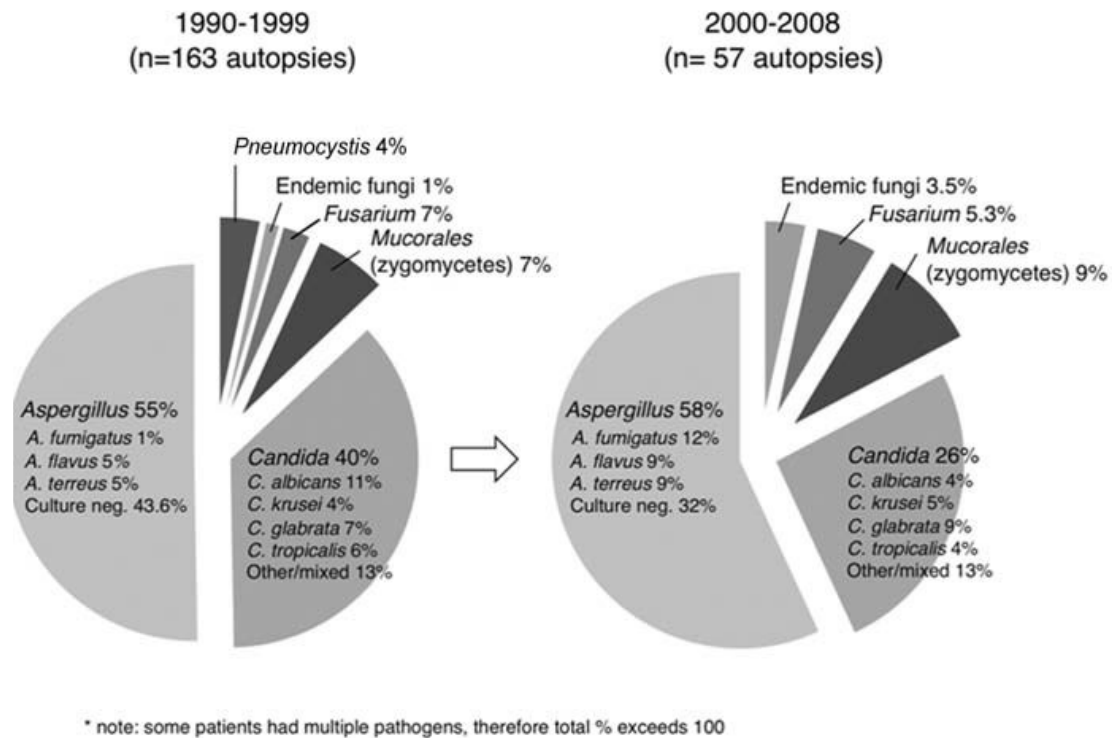 1990-1999
(n=163 autopsies)
Pneumocystis 4%
Endemic fungi 1%
Fusarium 7%
Mucorales
(zygomycetes) 7%
Aspergillus 55%
A. fumigatus 1%
A. flavus 5%
A. terreus 5%
Culture neg. 43.6%
Candida 40%
C. albicans 11%
C. krusei 4%
C. glabrata 7%
C. tropicalis 6%
Other/mixed 13%
2000-2008
(n= 57 autopsies)
Endemic fungi 3.5%
Fusarium 5.3%
Mucorales
(zygomycetes) 9%
Aspergillus 58%
A. fumigatus 12%
A. flavus 9%
A. terreus 9%
Culture neg. 32%
Candida 26%
C. albicans 4%
C. krusei 5%
C. glabrata 9%
C. tropicalis 4%
Other/mixed 13%
* note: some patients had multiple pathogens, therefore total % exceeds 100